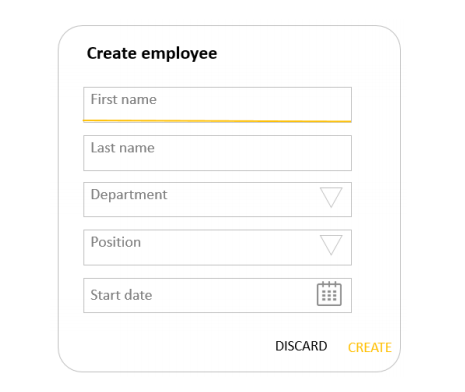 Create employee
First name
Last name
Department
Position
Start date
DISCARD CREATE